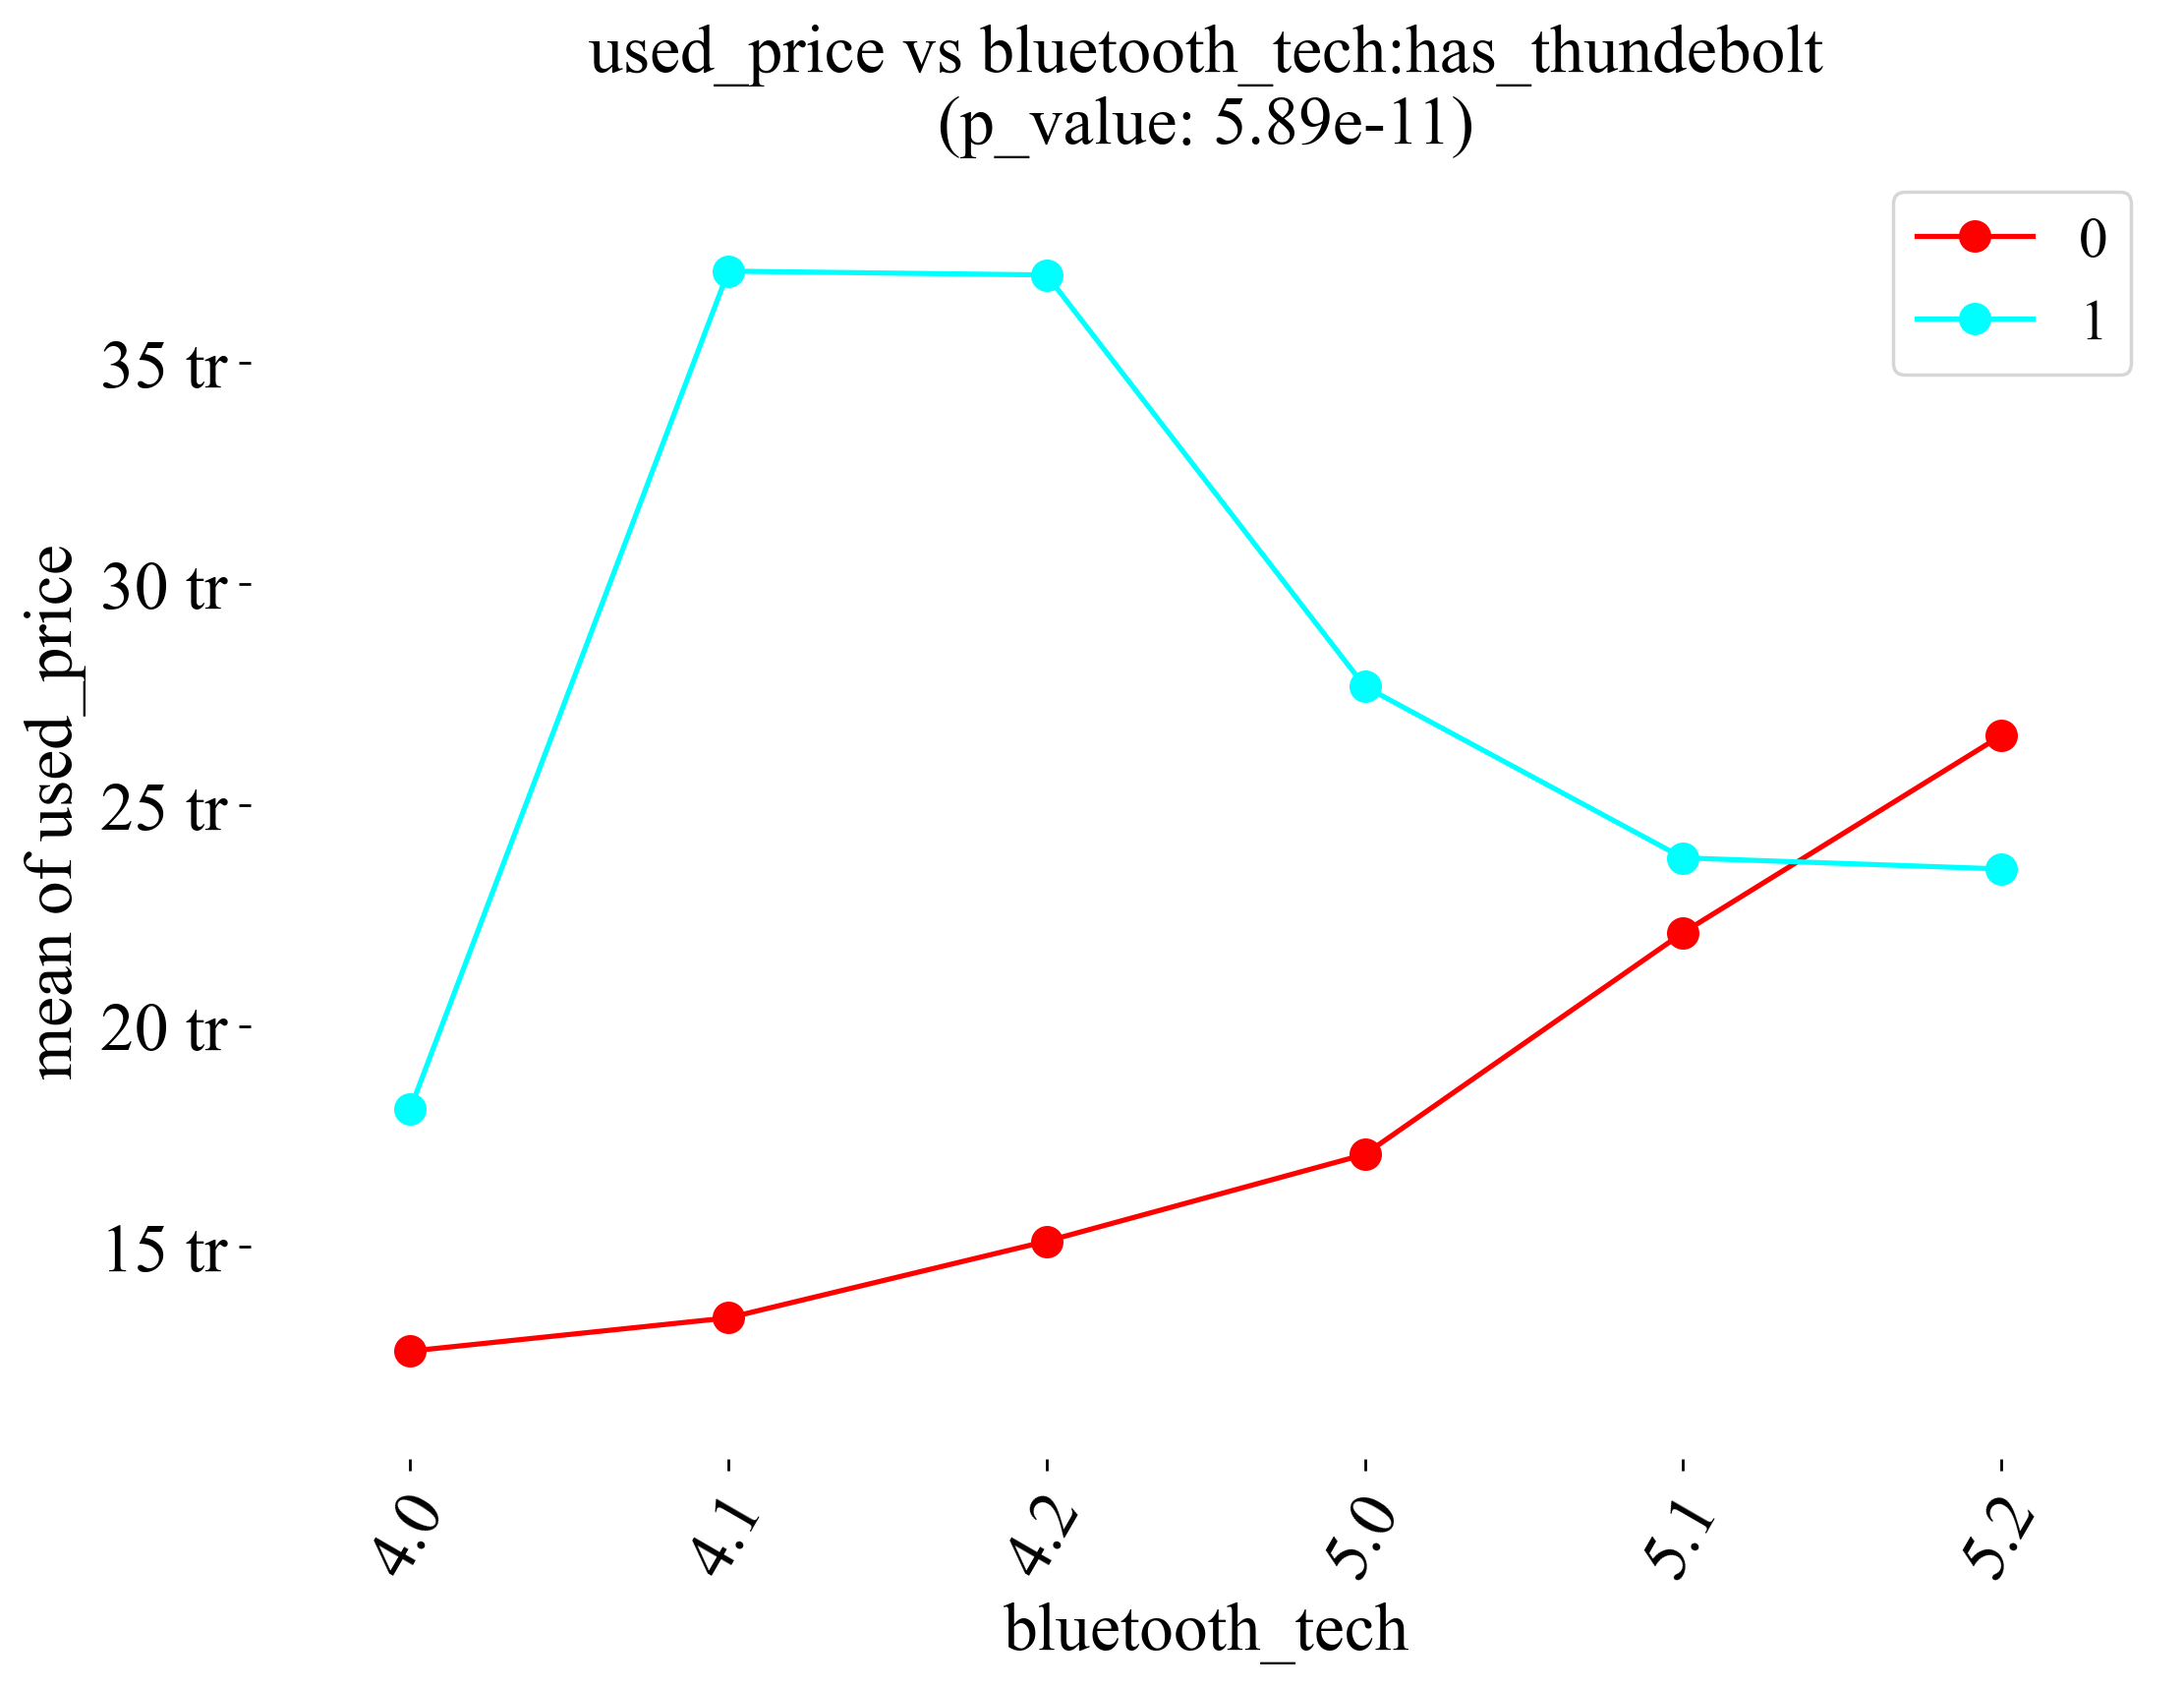 used_price vs bluetooth_tech:has_thundebolt
(p_value: 5.89e-11)
0
1
35 tr
30 tr
25 tr
20 tr
15 tr
mean of used_price
4.0
4.1
4.2
5.0
5.1
5.2
bluetooth_tech